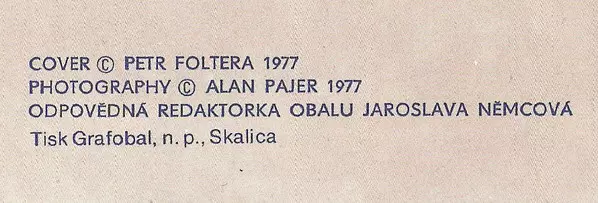 COVER © PETR FOLTERA 1977
PHOTOGRAPHY © ALAN PAJER 1977
ODPOVĚDNÁ REDAKTORKA OBALU JAROSLAVA NĚMCOVÁ
Tisk Grafobal, n. p., Skalica